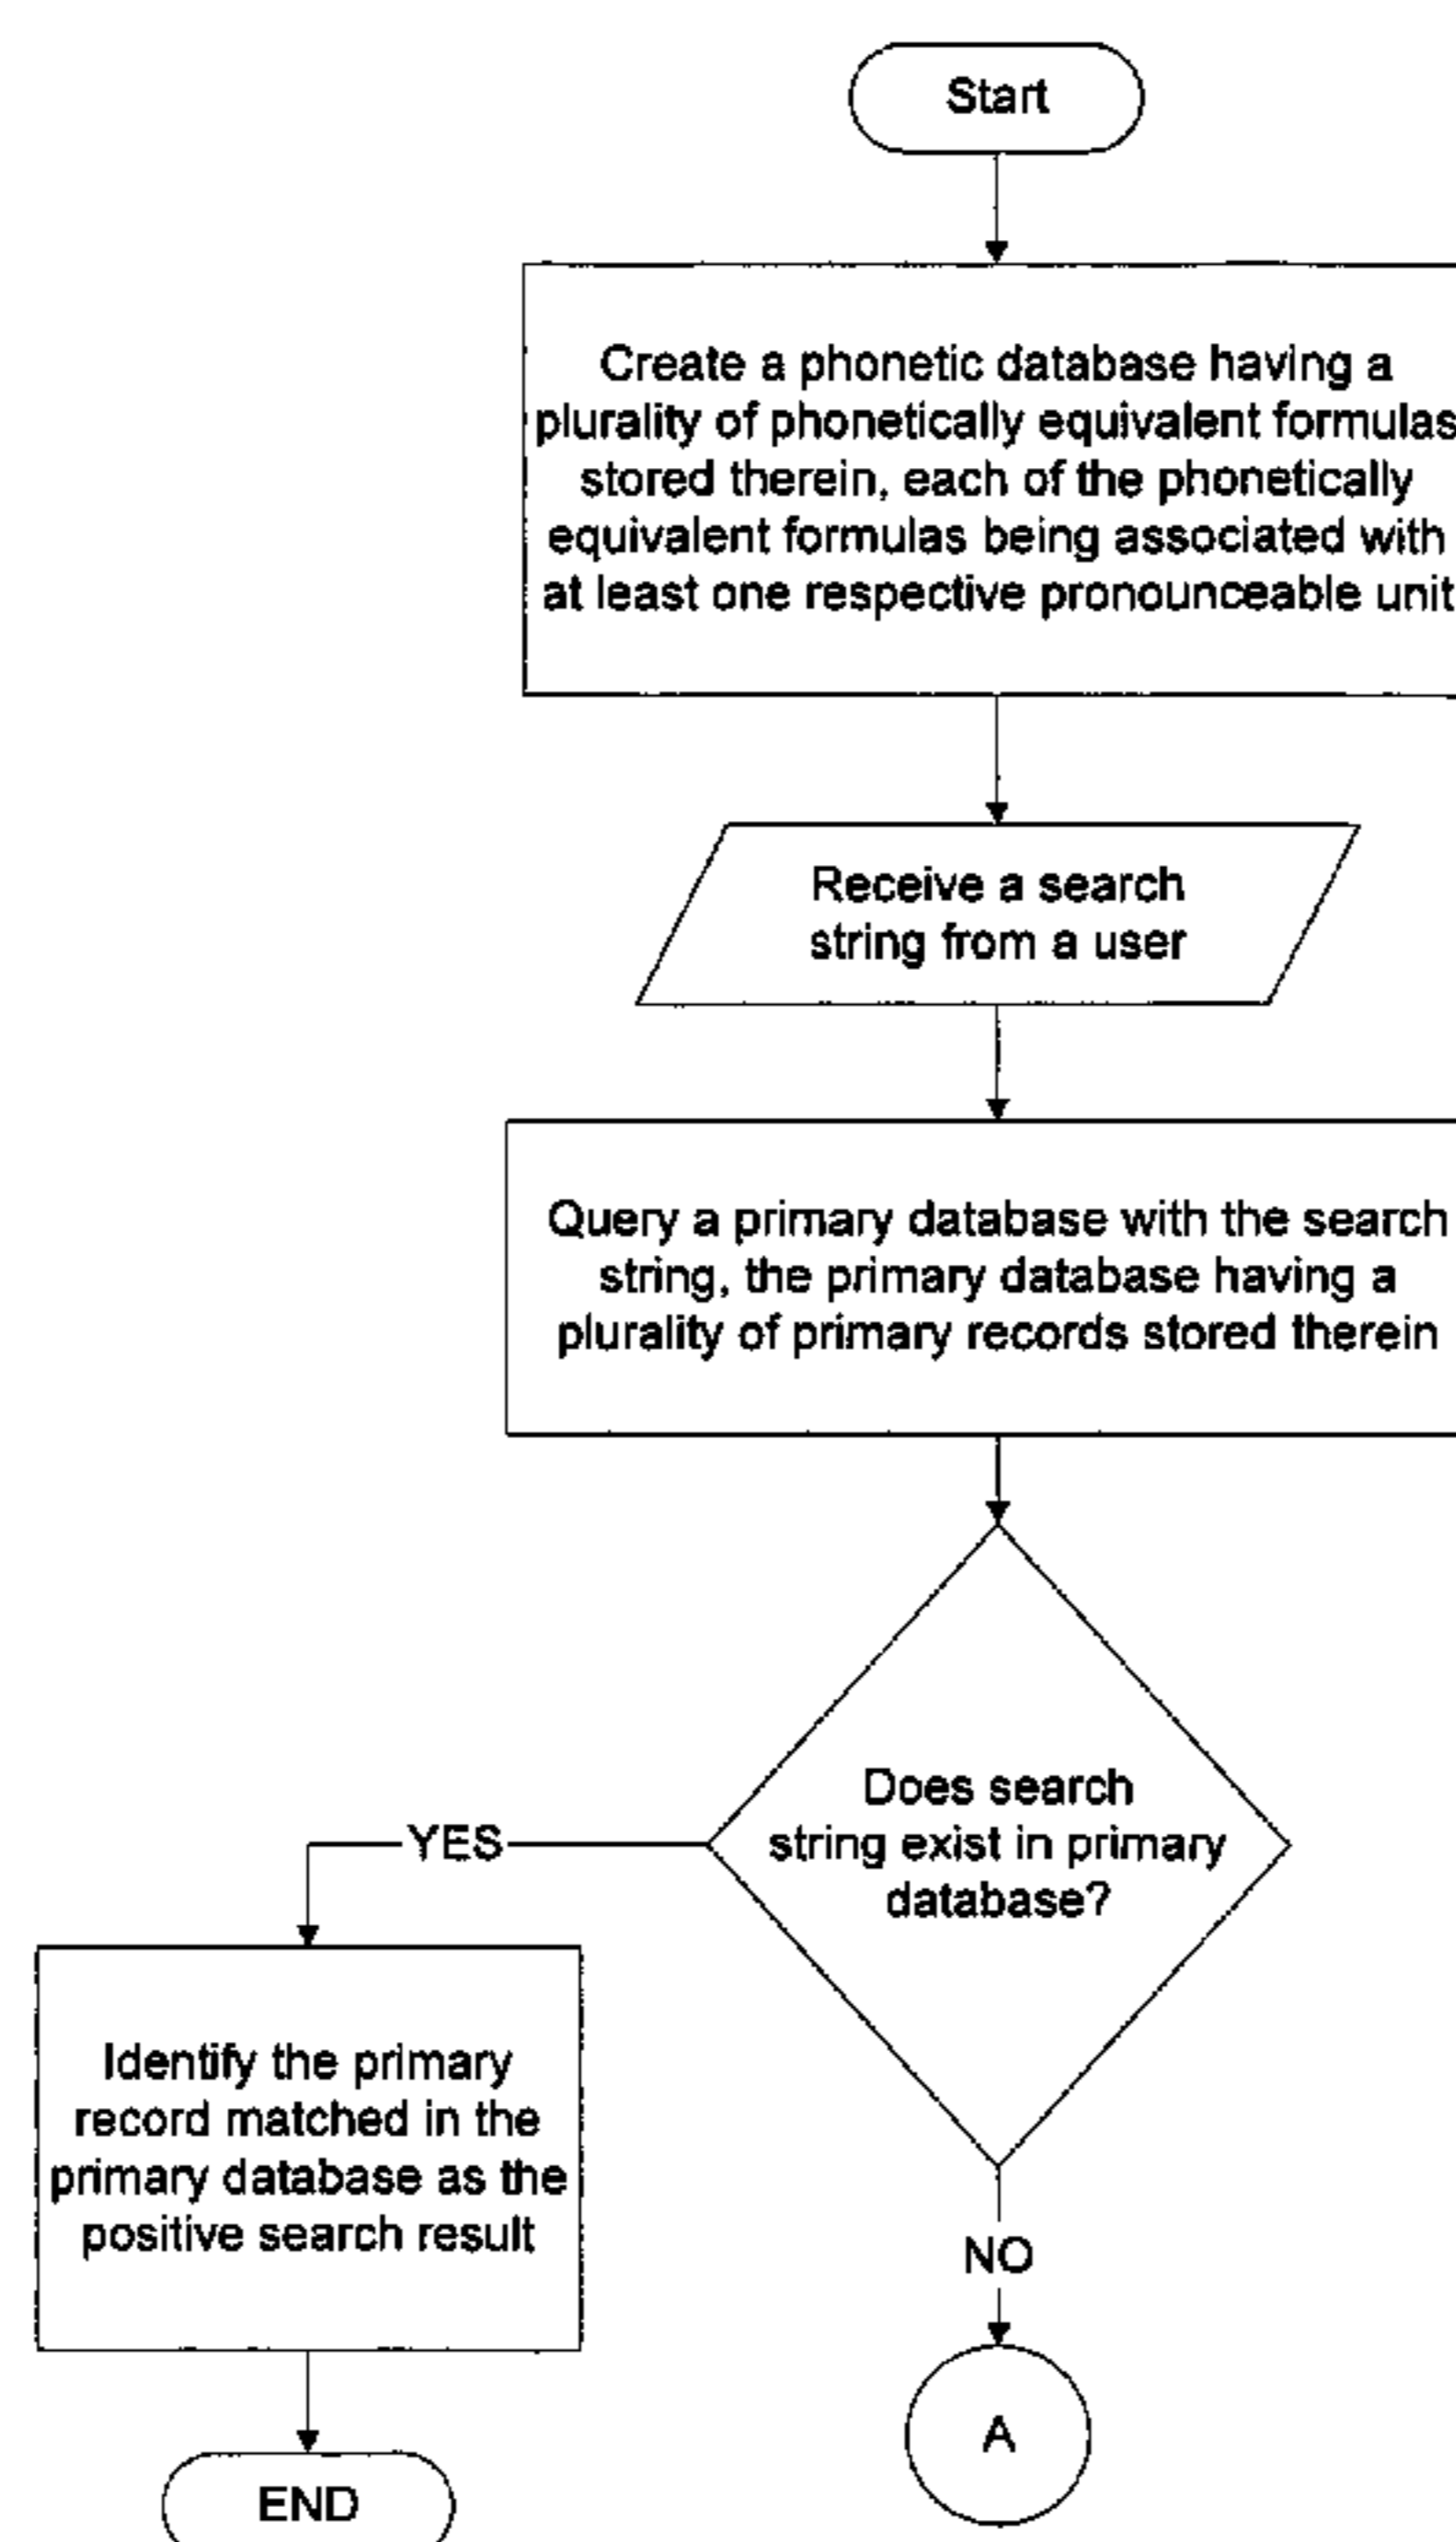 Start
Create a phonetic database having a
plurality of phonetically equivalent formulas
stored therein, each of the phonetically
equivalent formulas being associated with
at least one respective pronounceable unit
Receive a search
string from a user
Query a primary database with the search
string, the primary database having a
plurality of primary records stored therein
Does search
string exist in primary
database?
YES
Identify the primary
record matched in the
primary database as the
positive search result
NO
A
END